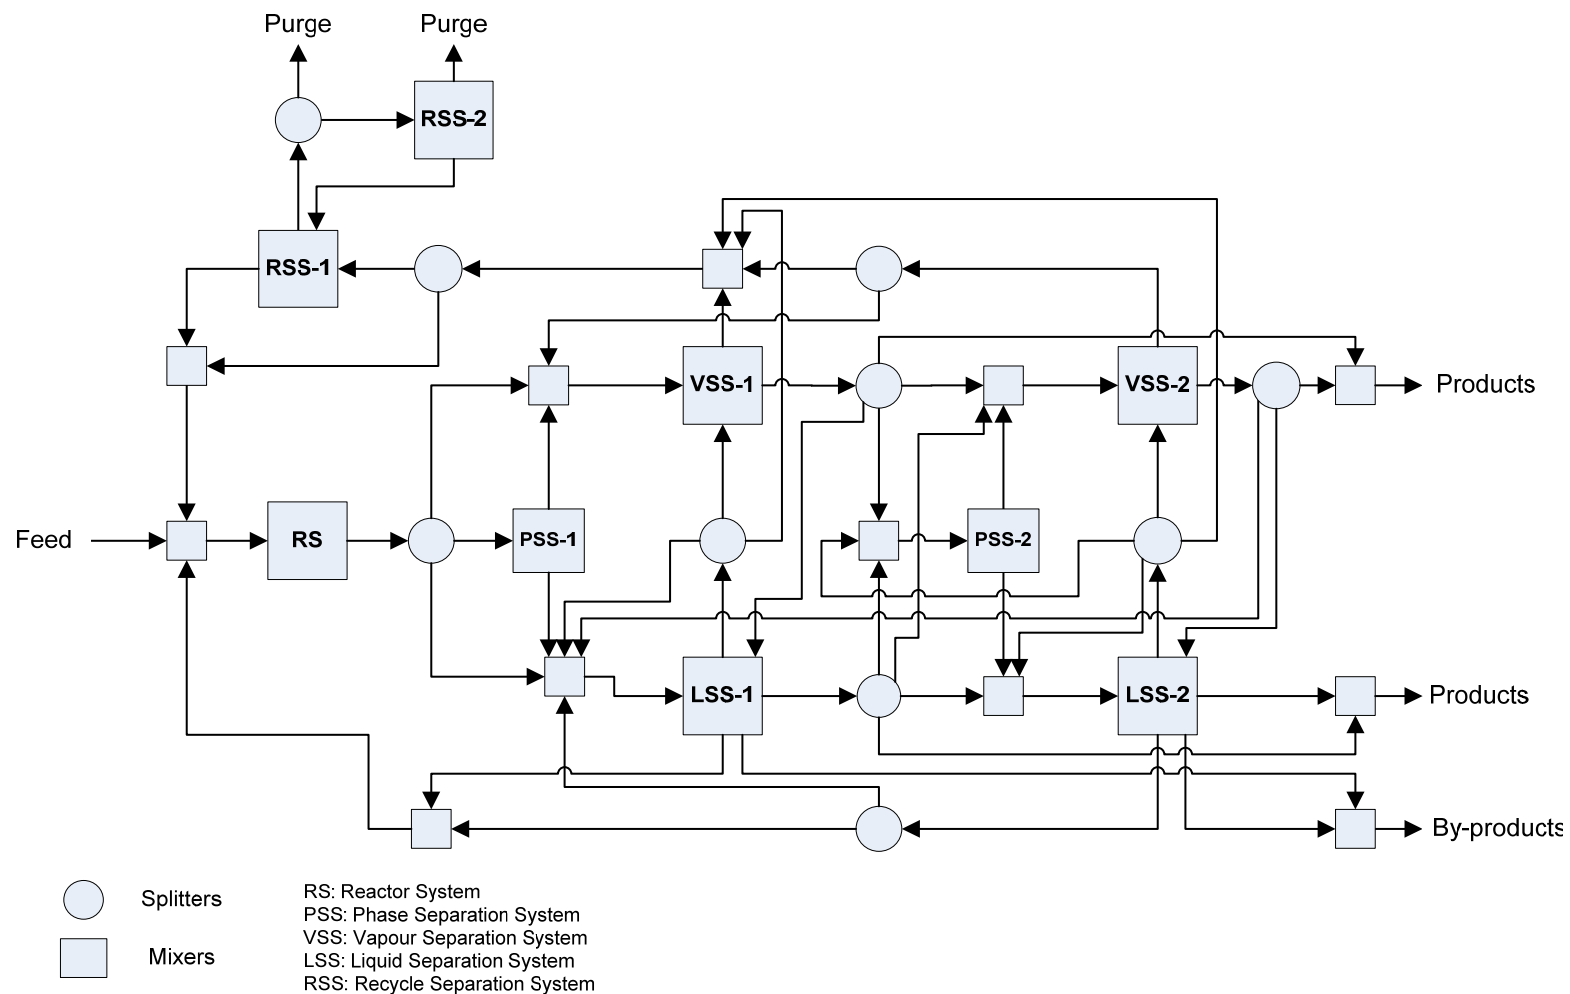 Purge
Purge
RSS-2
RSS-1
VSS-1
VSS-2
Products
Feed
RS
PSS-1
PSS-2
LSS-1
LSS-2
Products
By-products
Splitters
Mixers
RS: Reactor System
PSS: Phase Separation System
VSS: Vapour Separation System
LSS: Liquid Separation System
RSS: Recycle Separation System